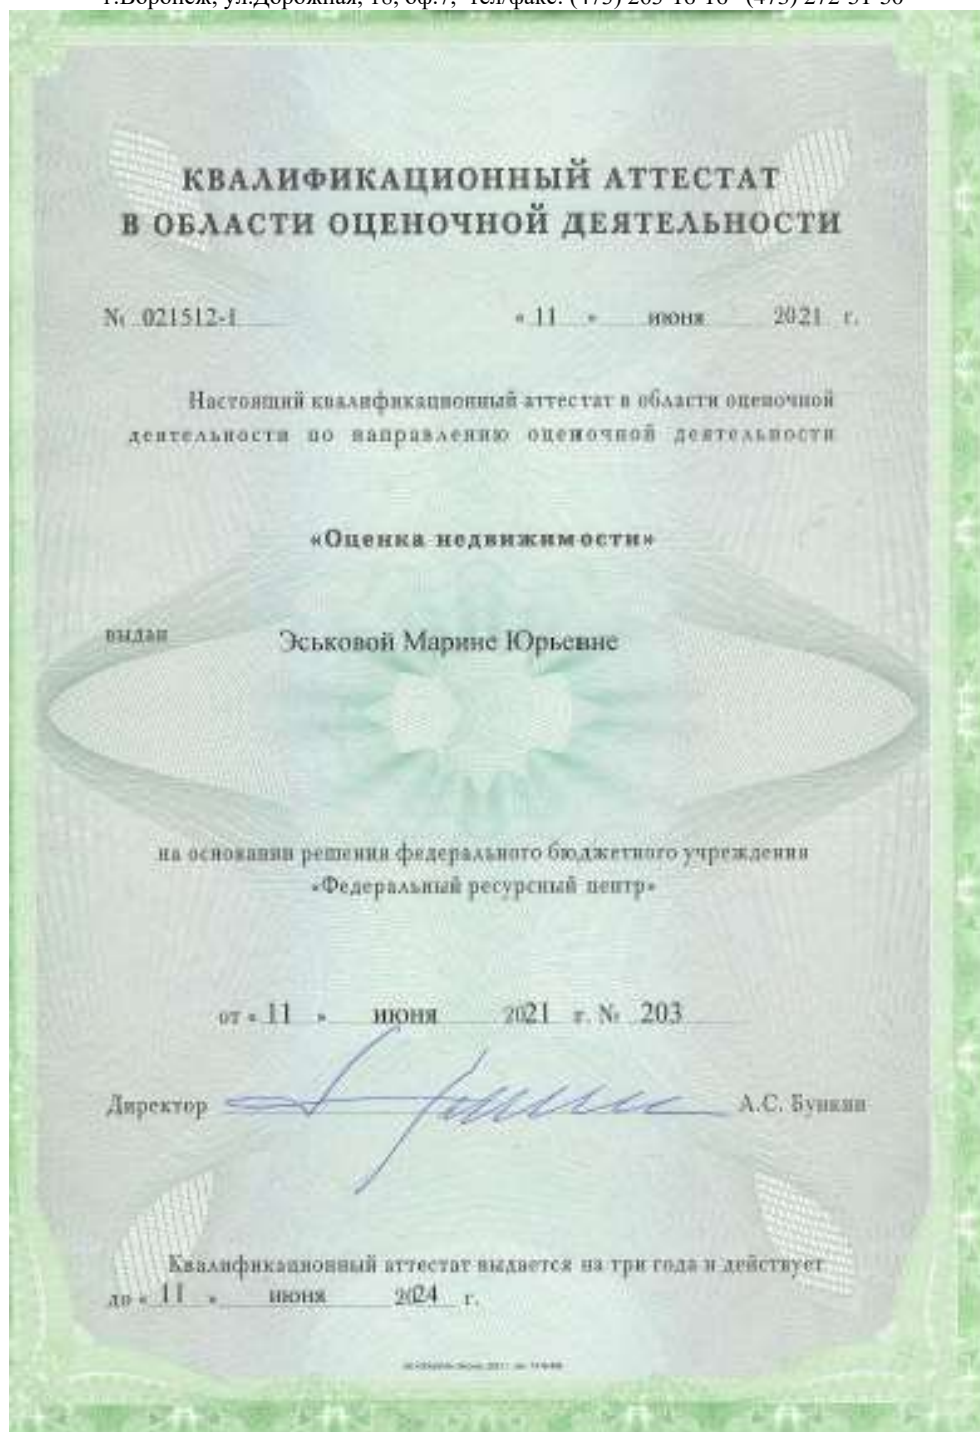 КВАЛИФИКАЦИОННЫЙ АТТЕСТАТ
В ОБЛАСТИ ОЦЕНОЧНОЙ ДЕЯТЕЛЬНОСТИ
№ 021512-1 « 11 » июня 2021 г.
Настоящий квалификационный аттестат в области оценочной
деятельности по направлению оценочной деятельности
«Оценка недвижимости»
выдан Эськовой Марине Юрьевне
на основании решения федерального бюджетного учреждения
«Федеральный ресурсный центр»
от « 11 » июня 2021 г. № 203
Директор А.С. Бункин
Квалификационный аттестат выдается на три года и действует
до « 11 » июня 2024 г.